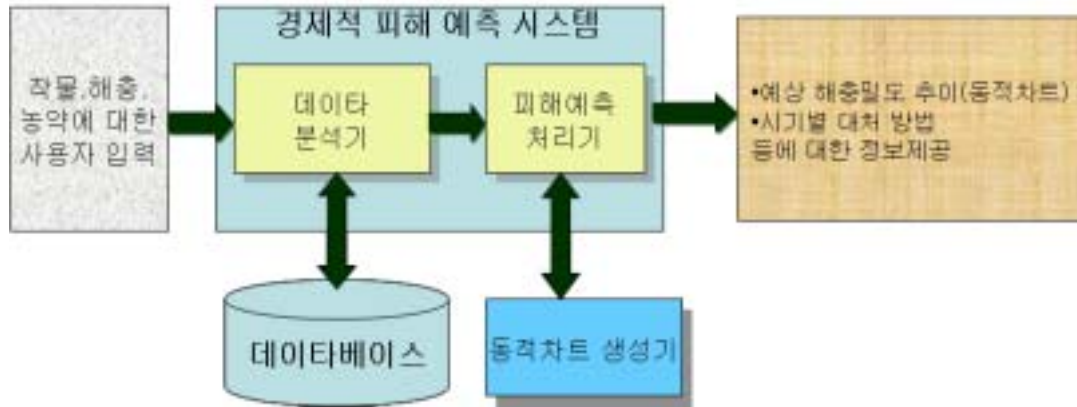 경제적 피해 예측 시스템
작물,해충,
농약에 대한
사용자 입력
데이타
분석기
피해예측
처리기
•예상 해충밀도 추이(동적차트)
•시기별 대처 방법
등에 대한 정보제공
데이타베이스
동적차트 생성기